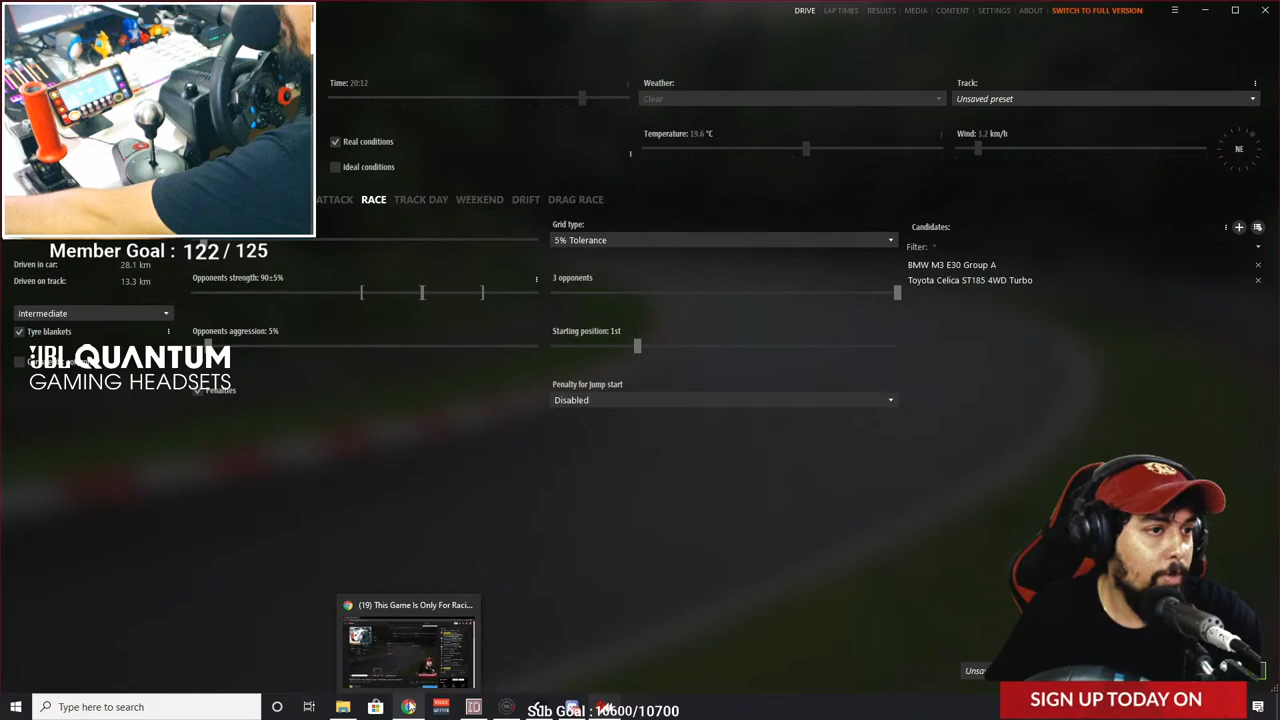 DRIVE LAP TIMES RESULTS MEDIA CONTENT SETTINGS ABOUT SWITCH TO FULL VERSION
Time: 20:12
Weather:
Clear
Track:
Unsaved preset
Real conditions
Ideal conditions
Temperature: 19.6 °C
Wind: 3.2 km/h
NE
ATTACK RACE TRACK DAY WEEKEND DRIFT DRAG RACE
Member Goal : 122 / 125
Driven in car: 28.1 km
Driven on track: 13.3 km
Intermediate
Tyre blankets
JBL QUANTUM
GAMING HEADSETS
Opponents strength: 90±5%
Opponents aggression: 5%
Penalties
Grid type:
5% Tolerance
3 opponents
Starting position: 1st
Penalty for jump start
Disabled
Candidates:
Filter: *
BMW M3 E30 Group A
Toyota Celica ST185 4WD Turbo
(19) This Game Is Only For Raci...
Unsa
Type here to search
Sub Goal : 10600/10700
SIGN UP TODAY ON